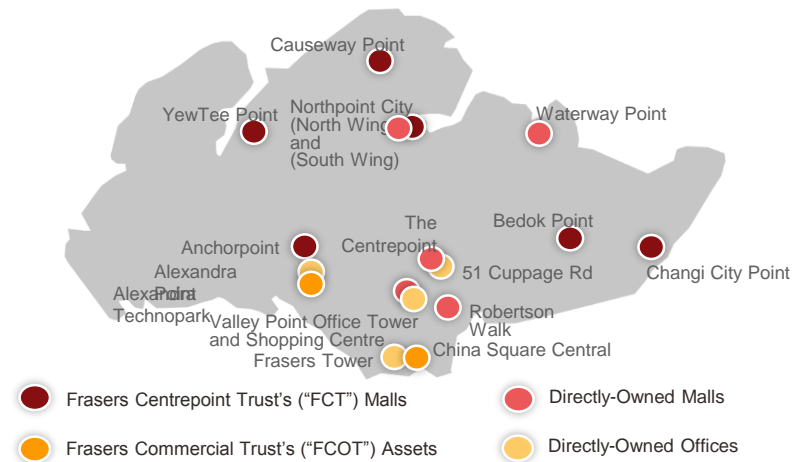 Causeway Point
YewTee Point
Northpoint City
(North Wing)
and
(South Wing)
Waterway Point
The
Centrepoint
Bedok Point
Anchorpoint
51 Cuppage Rd
Changi City Point
Alexandra
Point
Alexandra
Technopark
Robertson
Walk
Valley Point Office Tower
and Shopping Centre
China Square Central
Frasers Tower
Frasers Centrepoint Trust's (“FCT”) Malls
Directly-Owned Malls
Frasers Commercial Trust's (“FCOT”) Assets
Directly-Owned Offices